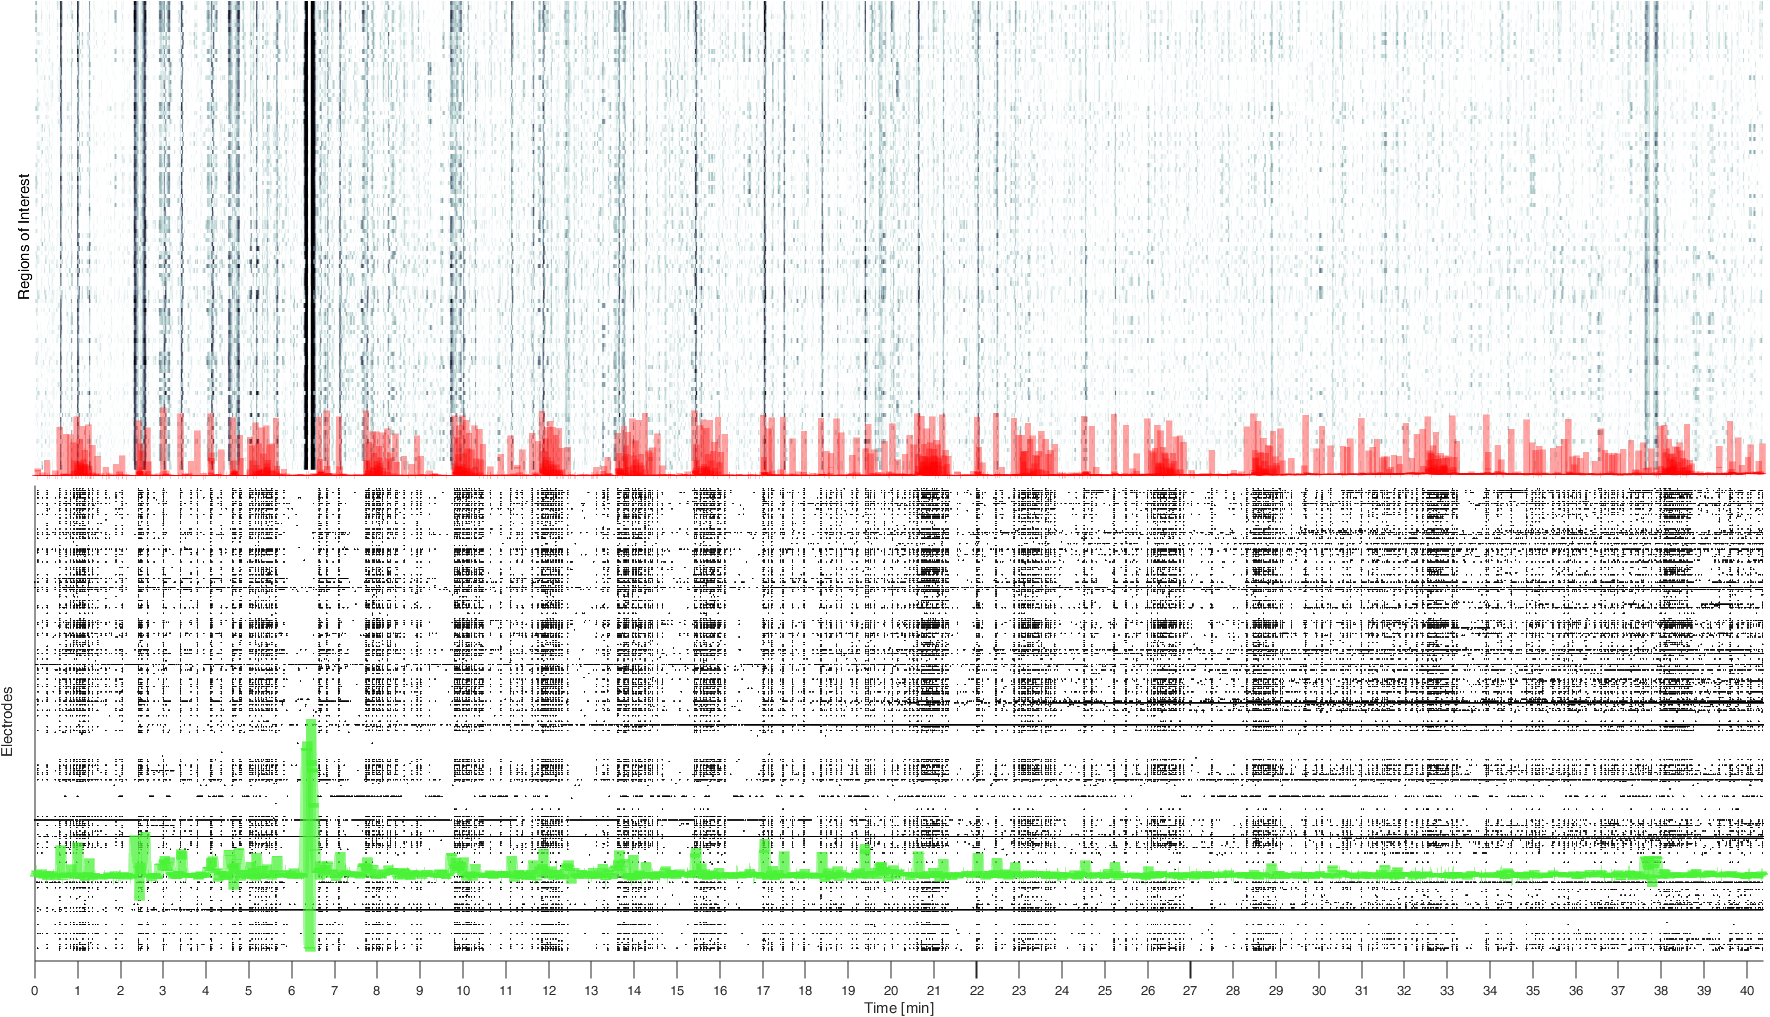 Regions of Interest
Electrodes
0 1 2 3 4 5 6 7 8 9 10 11 12 13 14 15 16 17 18 19 20 21 22 23 24 25 26 27 28 29 30 31 32 33 34 35 36 37 38 39 40
Time [min]